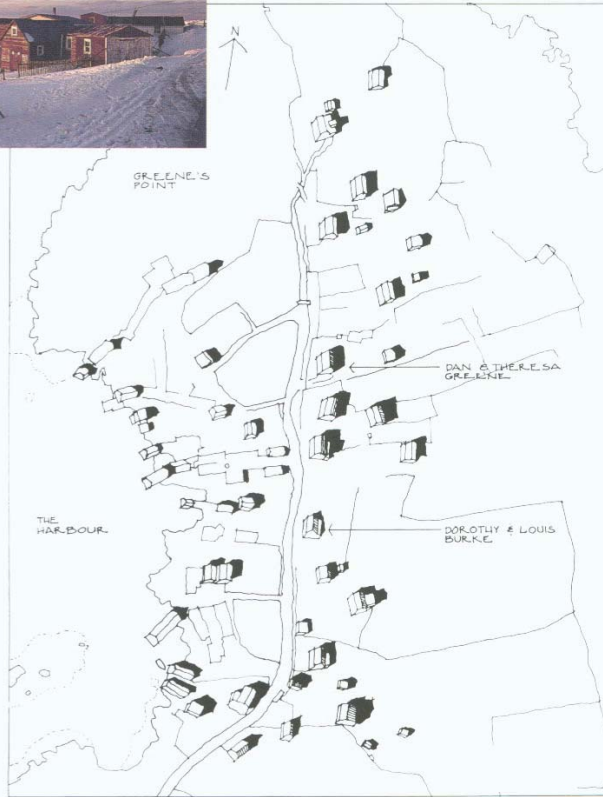 N
GREENE'S
POINT
DAN & THERESA
GREENE
THE
HARBOUR
DOROTHY & LOUIS
BURKE